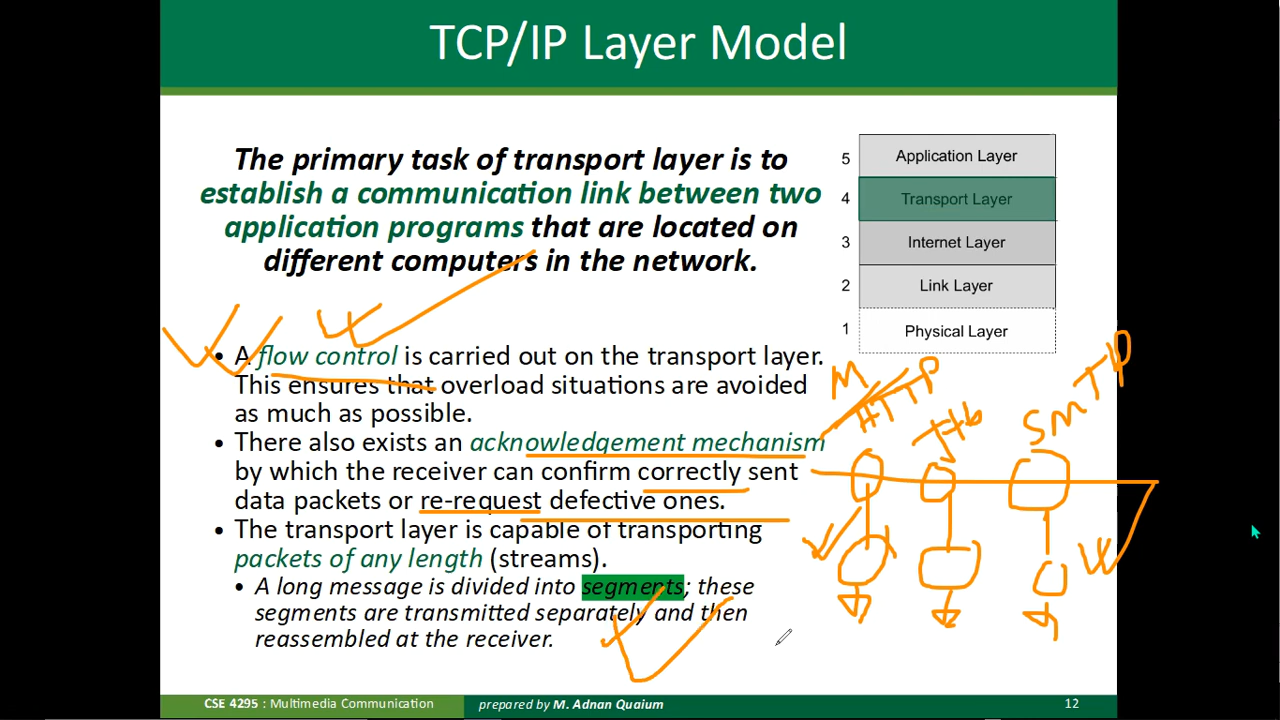 TCP/IP Layer Model
The primary task of transport layer is to
establish a communication link between two
application programs that are located on
different computers in the network.
5 Application Layer
4 Transport Layer
3 Internet Layer
2 Link Layer
1 Physical Layer
• A flow control is carried out on the transport layer.
This ensures that overload situations are avoided
as much as possible.
• There also exists an acknowledgement mechanism
by which the receiver can confirm correctly sent
data packets or re-request defective ones.
• The transport layer is capable of transporting
packets of any length (streams).
• A long message is divided into segments; these
segments are transmitted separately and then
reassembled at the receiver.
M
HTTP
SMTP
CSE 4295 : Multimedia Communication
prepared by M. Adnan Quaium
12